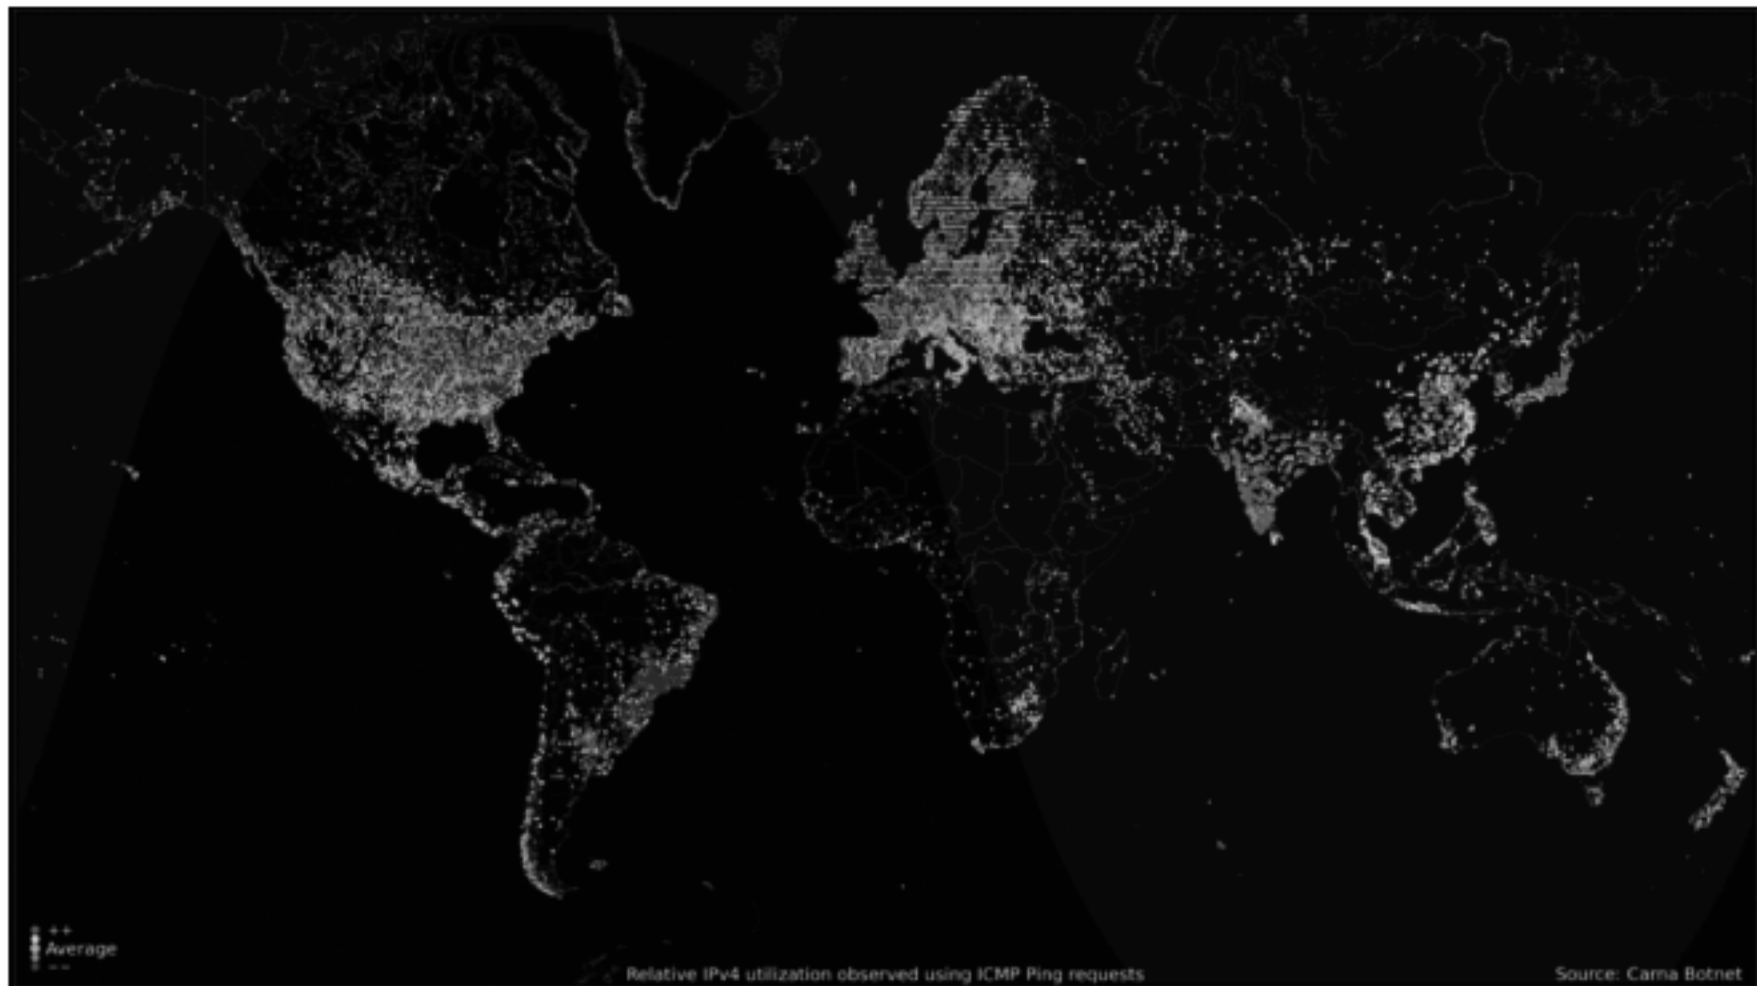 ++
Average
--
Relative IPv4 utilization observed using ICMP Ping requests
Source: Carna Botnet